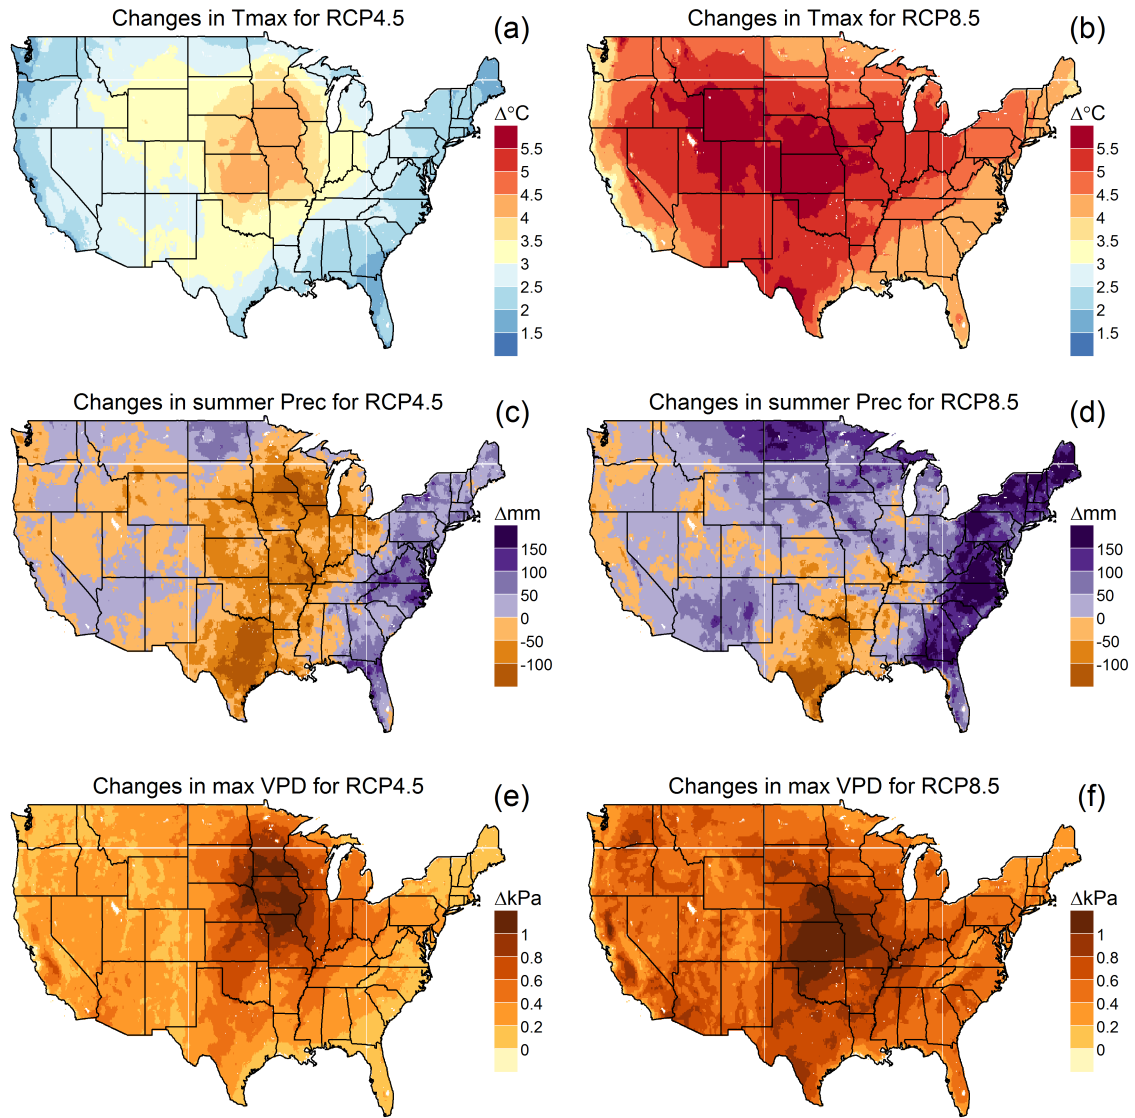 Changes in Tmax for RCP4.5
(a)
Δ°C
5.5
5
4.5
4
3.5
3
2.5
2
1.5
Changes in Tmax for RCP8.5
(b)
Δ°C
5.5
5
4.5
4
3.5
3
2.5
2
1.5
Changes in summer Prec for RCP4.5
(c)
Δmm
150
100
50
0
-50
-100
Changes in summer Prec for RCP8.5
(d)
Δmm
150
100
50
0
-50
-100
Changes in max VPD for RCP4.5
(e)
ΔkPa
1
0.8
0.6
0.4
0.2
0
Changes in max VPD for RCP8.5
(f)
ΔkPa
1
0.8
0.6
0.4
0.2
0